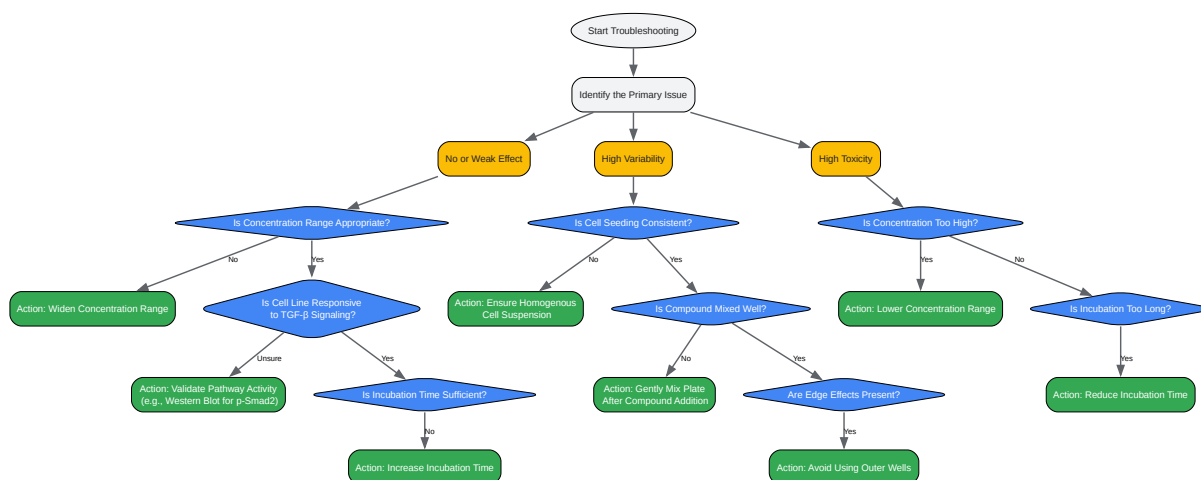 Start Troubleshooting
Identify the Primary Issue
No or Weak Effect
High Variability
High Toxicity
Is Concentration Range Appropriate?
Is Cell Seeding Consistent?
Is Concentration Too High?
No
Yes
No
Yes
Yes
No
Action: Widen Concentration Range
Is Cell Line Responsive
to TGF-β Signaling?
Action: Ensure Homogenous
Cell Suspension
Is Compound Mixed Well?
Action: Lower Concentration Range
Is Incubation Too Long?
Unsure
Yes
No
Yes
Yes
Action: Validate Pathway Activity
(e.g., Western Blot for p-Smad2)
Is Incubation Time Sufficient?
Action: Gently Mix Plate
After Compound Addition
Are Edge Effects Present?
Action: Reduce Incubation Time
No
Yes
Action: Increase Incubation Time
Action: Avoid Using Outer Wells